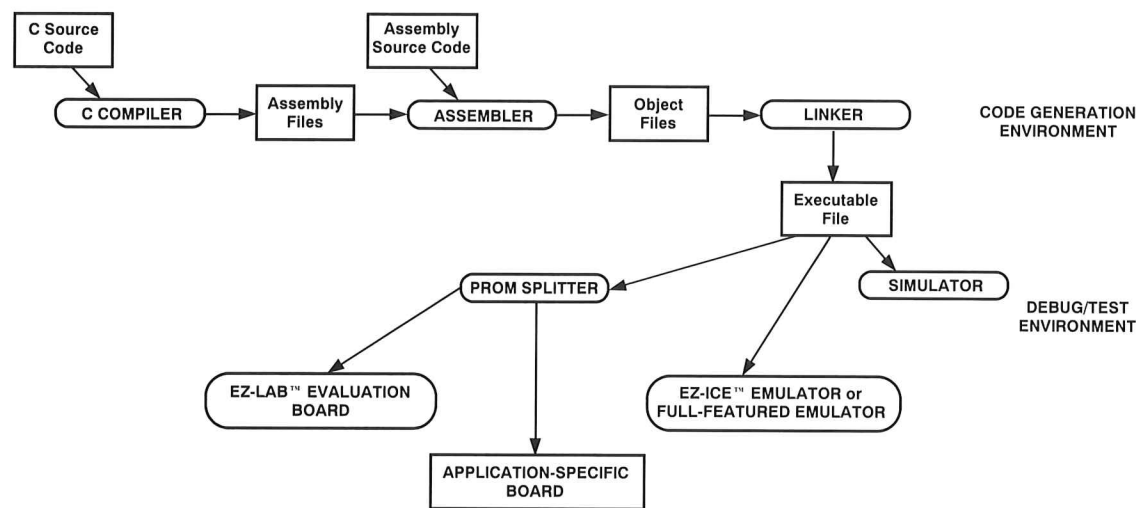 C Source
Code
Assembly
Source Code
C COMPILER
Assembly
Files
ASSEMBLER
Object
Files
LINKER
CODE GENERATION
ENVIRONMENT
Executable
File
PROM SPLITTER
SIMULATOR
DEBUG/TEST
ENVIRONMENT
EZ-LAB™ EVALUATION
BOARD
EZ-ICE™ EMULATOR or
FULL-FEATURED EMULATOR
APPLICATION-SPECIFIC
BOARD